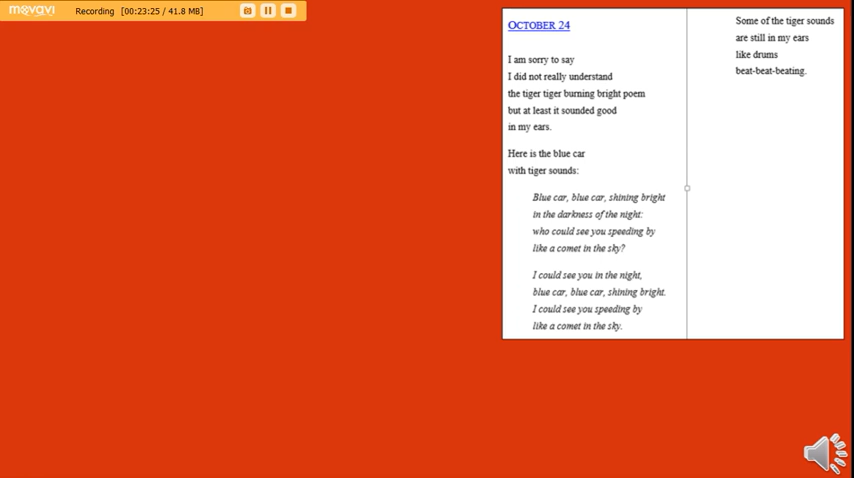 movavi
Recording [00:23:25 / 41.8 MB]
OCTOBER 24
I am sorry to say
I did not really understand
the tiger tiger burning bright poem
but at least it sounded good
in my ears.
Here is the blue car
with tiger sounds:
Blue car, blue car, shining bright
in the darkness of the night:
who could see you speeding by
like a comet in the sky?
I could see you in the night,
blue car, blue car, shining bright.
I could see you speeding by
like a comet in the sky.
Some of the tiger sounds
are still in my ears
like drums
beat-beat-beating.